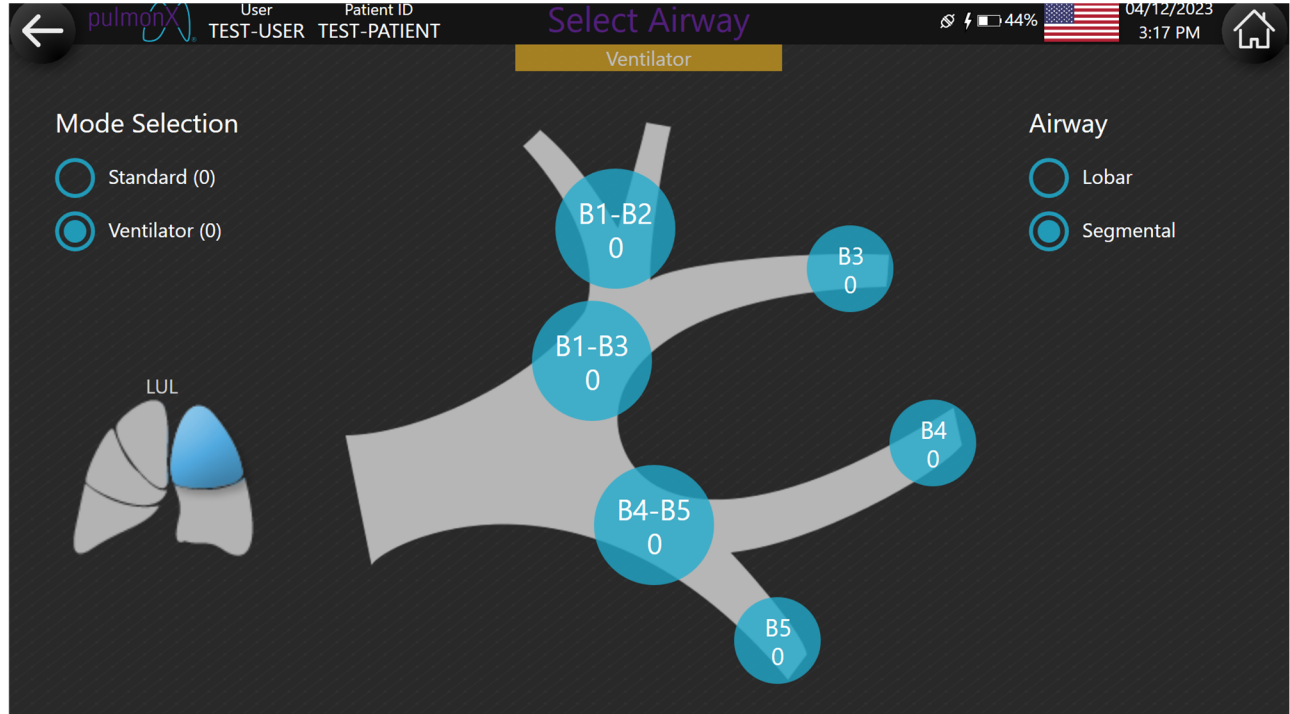 pulmonX®
User
TEST-USER
Patient ID
TEST-PATIENT
Select Airway
44%
04/12/2023
3:17 PM
Ventilator
Mode Selection
Standard (0)
Ventilator (0)
LUL
B1-B2
0
B3
0
B1-B3
0
B4
0
B4-B5
0
B5
0
Airway
Lobar
Segmental